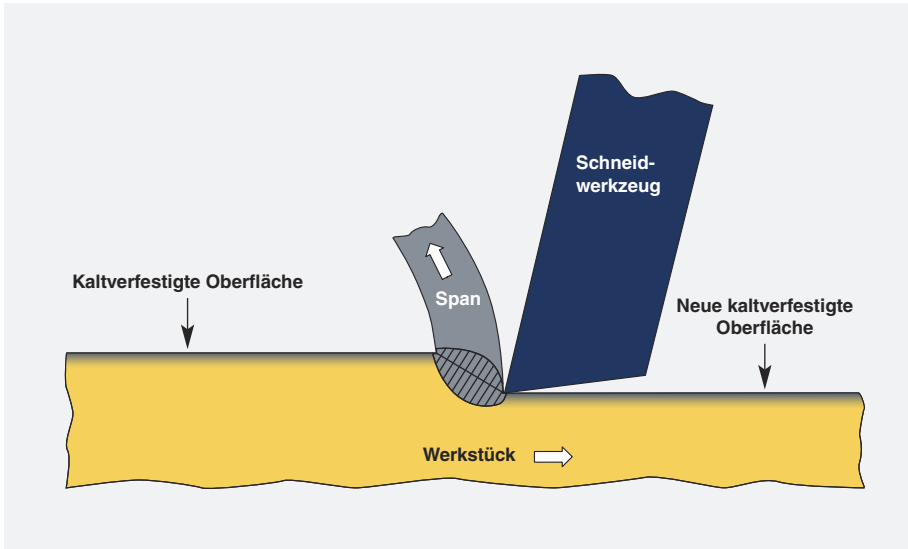 Schneid-
werkzeug
Kaltverfestigte Oberfläche
Span
Neue kaltverfestigte
Oberfläche
Werkstück